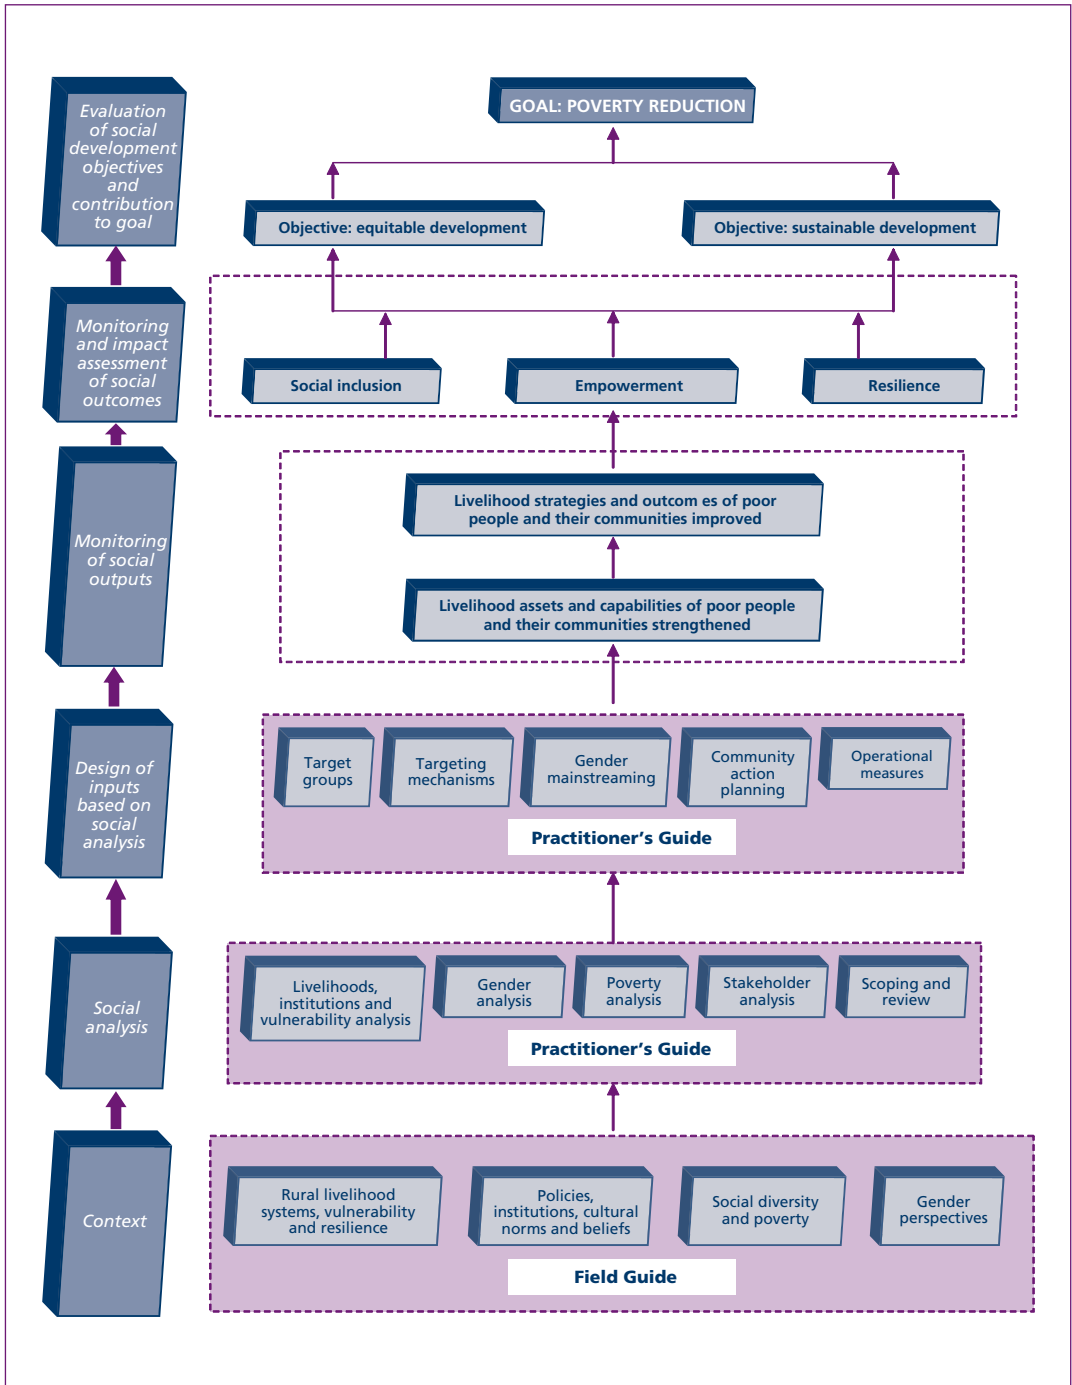 Evaluation
of social
development
objectives
and
contribution
to goal
GOAL: POVERTY REDUCTION
Objective: equitable development
Objective: sustainable development
Monitoring
and impact
assessment
of social
outcomes
Social inclusion
Empowerment
Resilience
Monitoring
of social
outputs
Livelihood strategies and outcom es of poor
people and their communities improved
Livelihood assets and capabilities of poor people
and their communities strengthened
Design of
inputs
based on
social
analysis
Target
groups
Targeting
mechanisms
Gender
mainstreaming
Community
action
planning
Operational
measures
Practitioner's Guide
Social
analysis
Livelihoods,
institutions and
vulnerability analysis
Gender
analysis
Poverty
analysis
Stakeholder
analysis
Scoping and
review
Practitioner's Guide
Context
Rural livelihood
systems, vulnerability
and resilience
Policies,
institutions, cultural
norms and beliefs
Social diversity
and poverty
Gender
perspectives
Field Guide